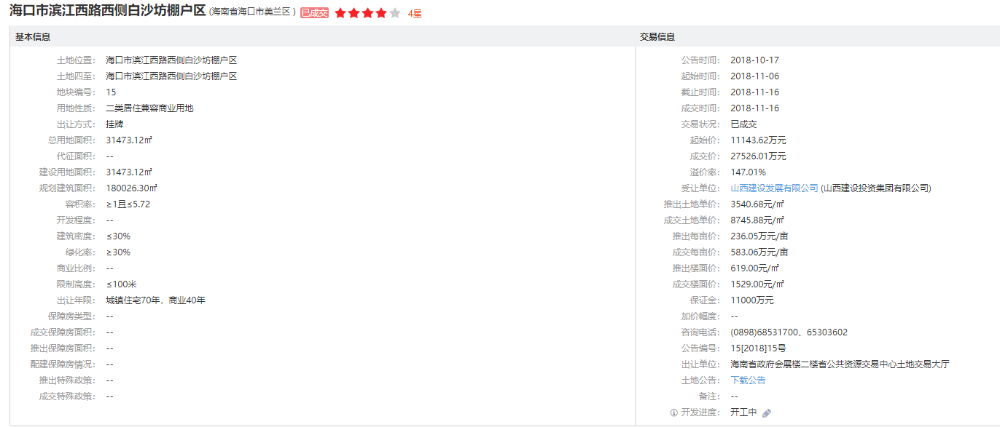 海口市滨江西路西侧白沙坊棚户区 (海南省海口市美兰区 ) 已成交 4星
基本信息
土地位置： 海口市滨江西路西侧白沙坊棚户区
土地四至： 海口市滨江西路西侧白沙坊棚户区
地块编号： 15
用地性质： 二类居住兼容商业用地
出让方式： 挂牌
总用地面积： 31473.12㎡
代征面积： --
建设用地面积： 31473.12㎡
规划建筑面积： 180026.30㎡
容积率： ≥1且≤5.72
开发程度： --
建筑密度： ≤30%
绿化率： ≥30%
商业比例： --
限制高度： ≤100米
出让年限： 城镇住宅70年，商业40年
保障房类型： --
成交保障房面积： --
推出保障房面积： --
配建保障房情况： --
推出特殊政策： --
成交特殊政策： --
交易信息
公告时间： 2018-10-17
起始时间： 2018-11-06
截止时间： 2018-11-16
成交时间： 2018-11-16
交易状况： 已成交
起始价： 11143.62万元
成交价： 27526.01万元
溢价率： 147.01%
受让单位： 山西建设发展有限公司 (山西建设投资集团有限公司)
推出土地单价： 3540.68元/㎡
成交土地单价： 8745.88元/㎡
推出每亩价： 236.05万元/亩
成交每亩价： 583.06万元/亩
推出楼面价： 619.00元/㎡
成交楼面价： 1529.00元/㎡
保证金： 11000万元
加价幅度： --
咨询电话： (0898)68531700、65303602
公告编号： 15[2018]15号
出让单位： 海南省政府会展楼二楼省公共资源交易中心土地交易大厅
土地公告： 下载公告
备注： --
开发进度： 开工中